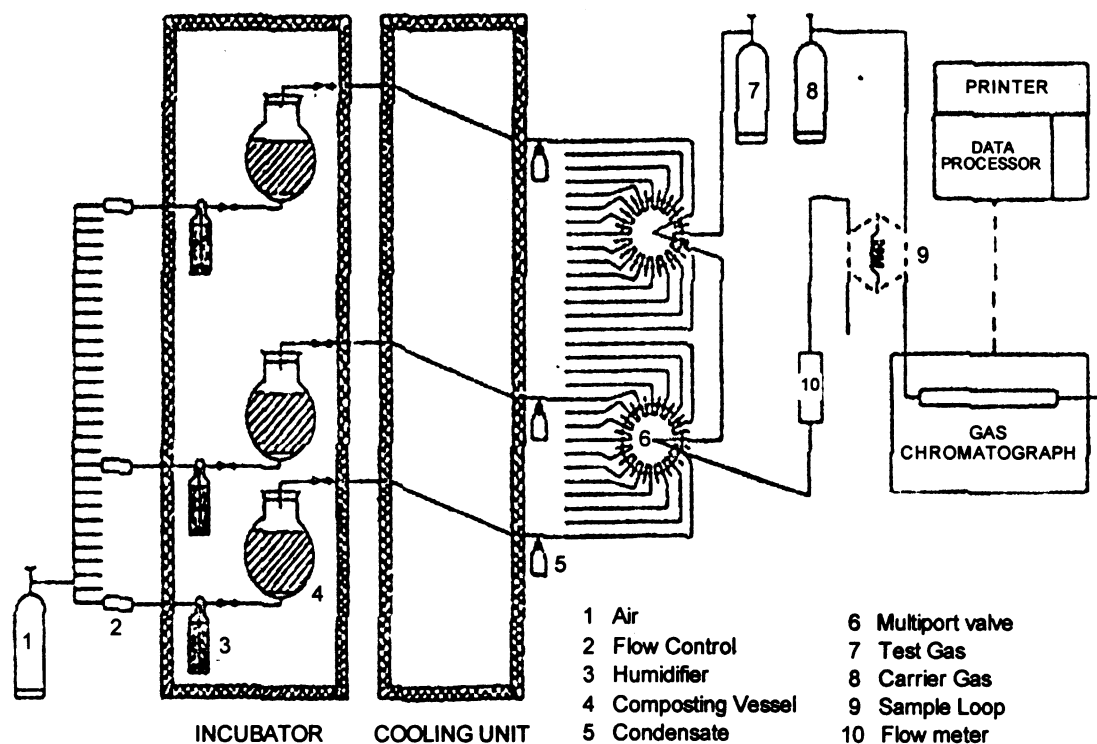 7
8
PRINTER
DATA
PROCESSOR
9
10
6
GAS
CHROMATOGRAPH
5
4
1
2
3
INCUBATOR
COOLING UNIT
1 Air
2 Flow Control
3 Humidifier
4 Composting Vessel
5 Condensate
6 Multiport valve
7 Test Gas
8 Carrier Gas
9 Sample Loop
10 Flow meter